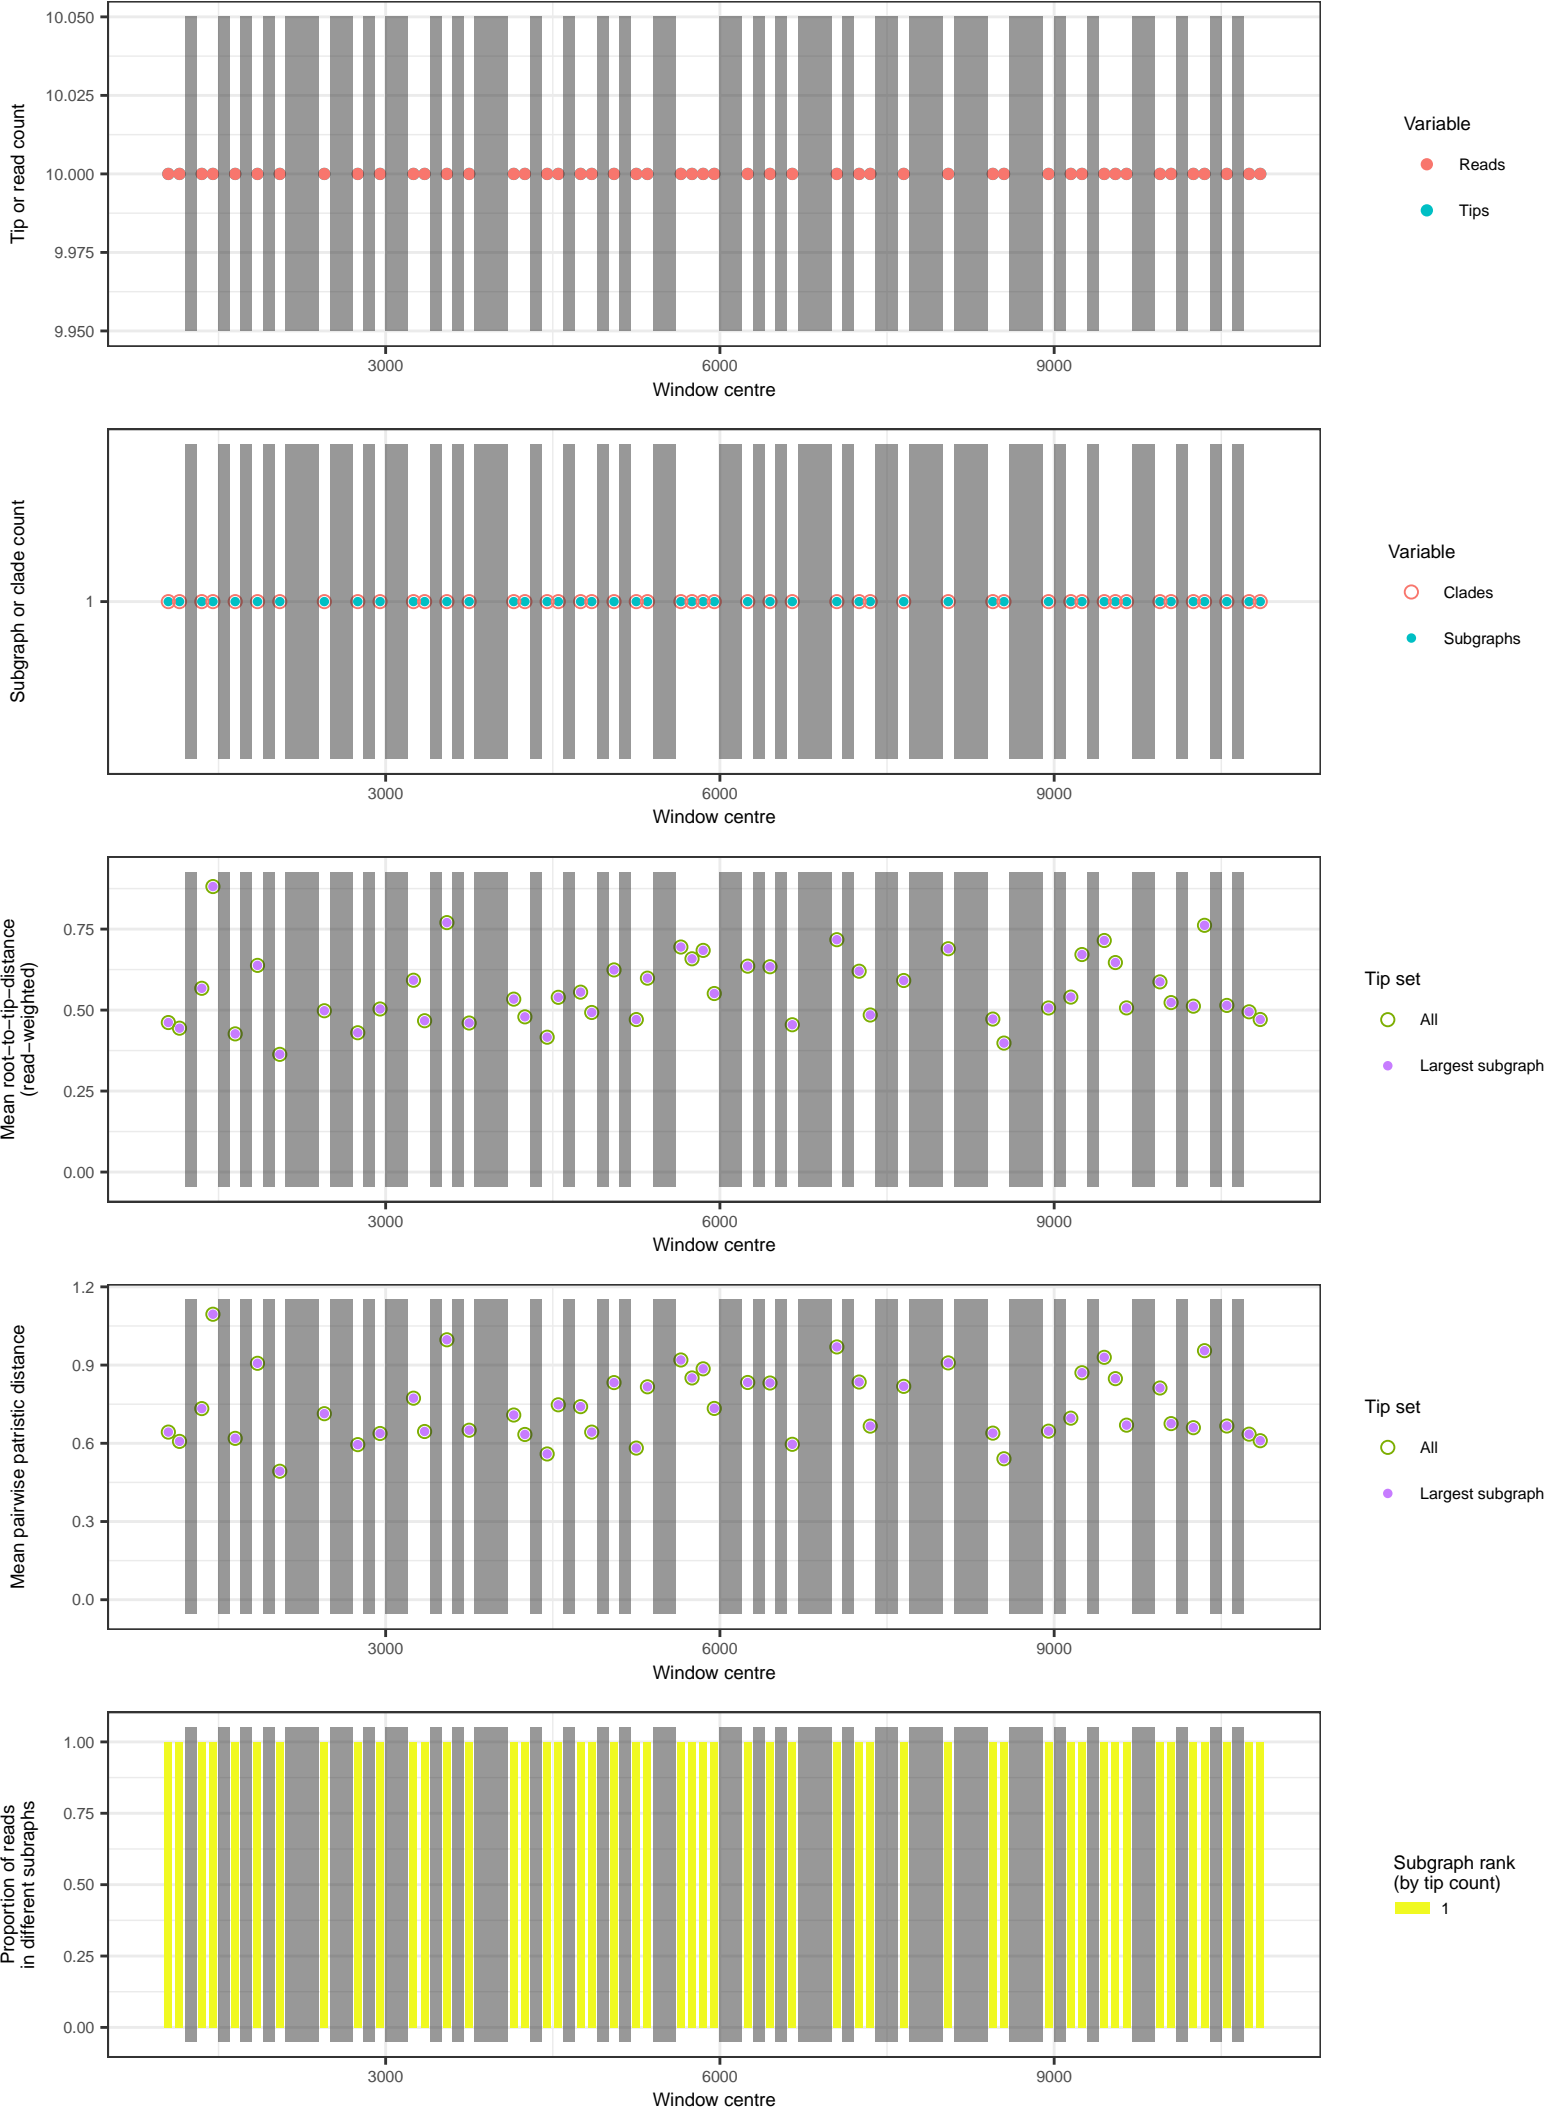 10.050
10.025
10.000
9.975
9.950
Tip or read count
3000
6000
9000
Window centre
Variable
Reads
Tips
1
Subgraph or clade count
3000
6000
9000
Window centre
Variable
Clades
Subgraphs
0.75
0.50
0.25
0.00
Mean root−to−tip−distance
(read−weighted)
3000
6000
9000
Window centre
Tip set
All
Largest subgraph
1.2
0.9
0.6
0.3
0.0
Mean pairwise patristic distance
3000
6000
9000
Window centre
Tip set
All
Largest subgraph
1.00
0.75
0.50
0.25
0.00
Proportion of reads
in different subraphs
3000
6000
9000
Window centre
Subgraph rank
(by tip count)
1